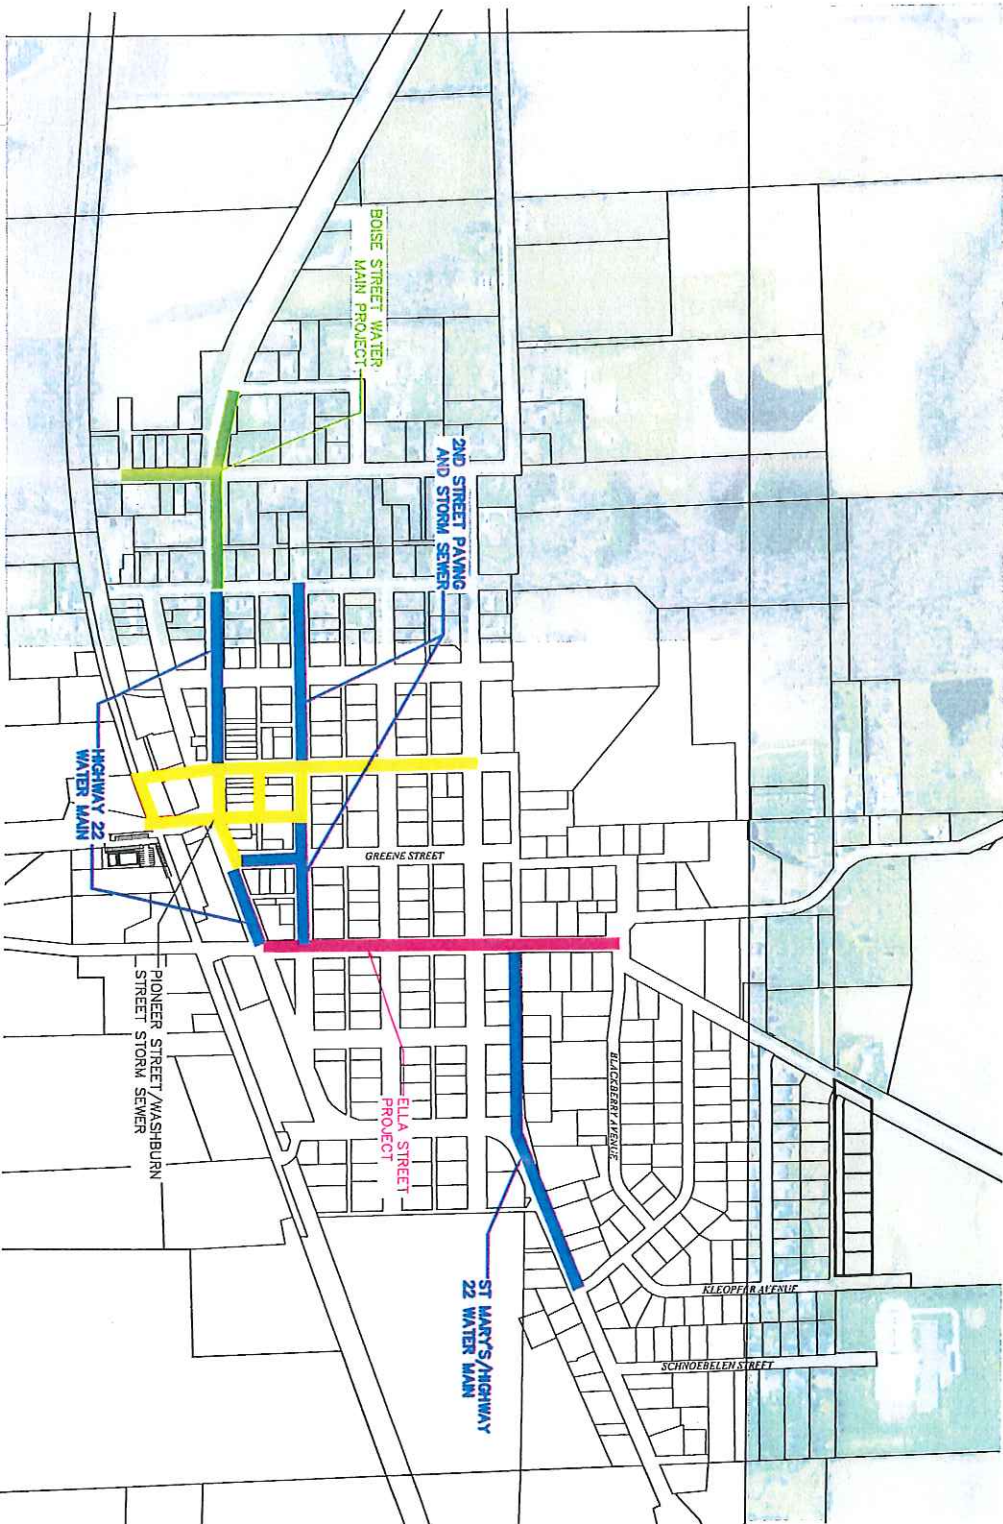 BOISE STREET WATER
MAIN PROJECT
2ND STREET PAVING
AND STORM SEWER
HIGHWAY 22
WATER MAIN
GREENE STREET
PIONEER STREET/WASHBURN
STREET STORM SEWER
ELLA STREET
PROJECT
BLACKBERRY AVENUE
ST MARY'S/HIGHWAY
22 WATER MAIN
KLEOPFER AVENUE
SCHNOEBELEN STREET